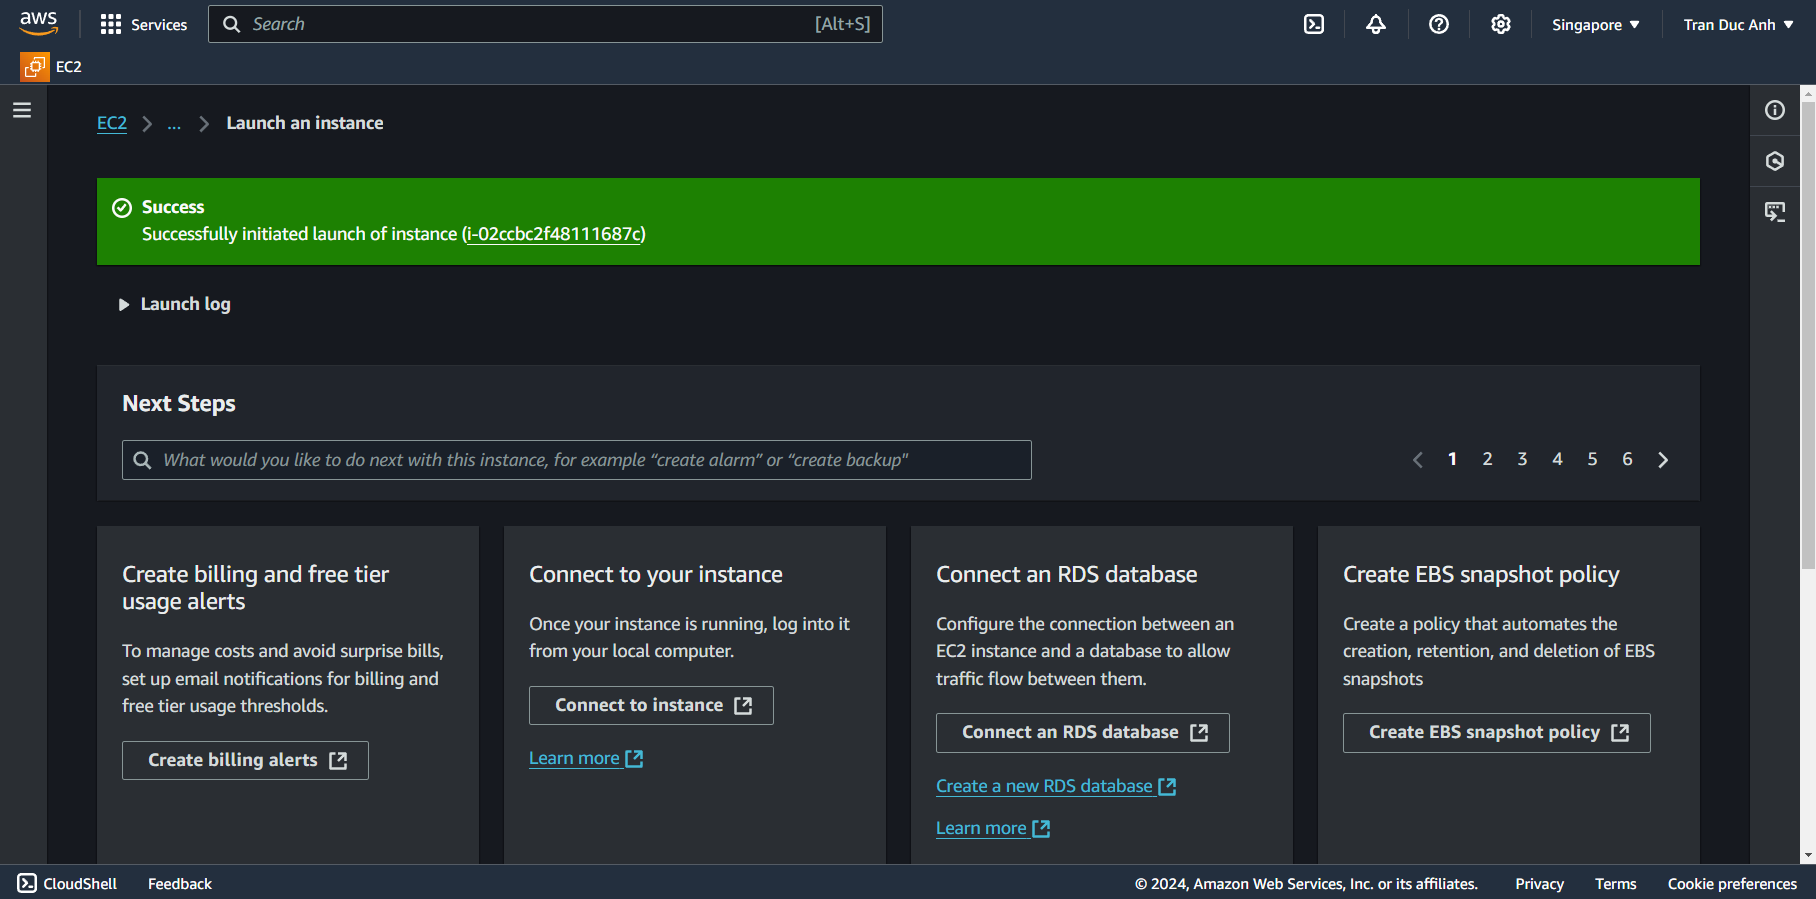 aws
Services
Search
[Alt+S]
Singapore
Tran Duc Anh
EC2
EC2
...
Launch an instance
Success
Successfully initiated launch of instance (i-02ccbc2f48111687c)
Launch log
Next Steps
What would you like to do next with this instance, for example “create alarm” or “create backup"
1 2 3 4 5 6
Create billing and free tier
usage alerts
To manage costs and avoid surprise bills,
set up email notifications for billing and
free tier usage thresholds.
Create billing alerts
Connect to your instance
Once your instance is running, log into it
from your local computer.
Connect to instance
Learn more
Connect an RDS database
Configure the connection between an
EC2 instance and a database to allow
traffic flow between them.
Connect an RDS database
Create a new RDS database
Learn more
Create EBS snapshot policy
Create a policy that automates the
creation, retention, and deletion of EBS
snapshots
Create EBS snapshot policy
CloudShell
Feedback
© 2024, Amazon Web Services, Inc. or its affiliates.
Privacy
Terms
Cookie preferences